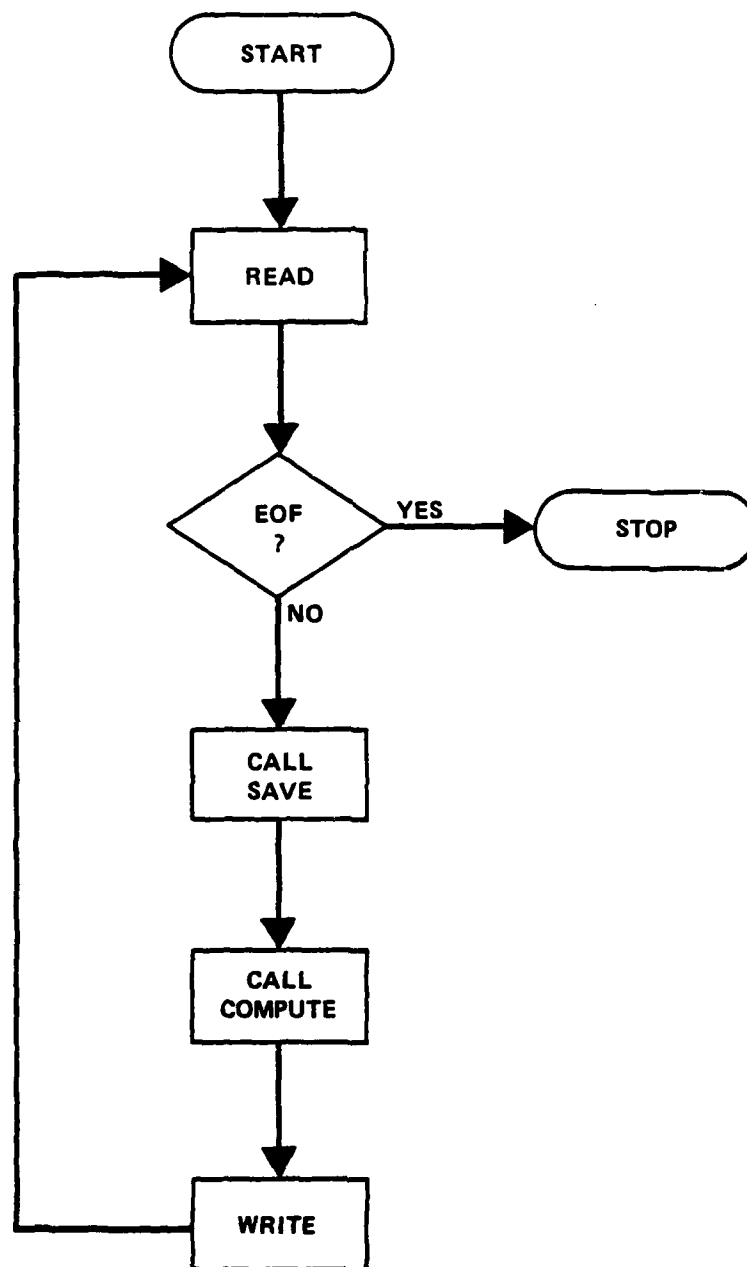 START
READ
EOF
?
YES
STOP
NO
CALL
SAVE
CALL
COMPUTE
WRITE